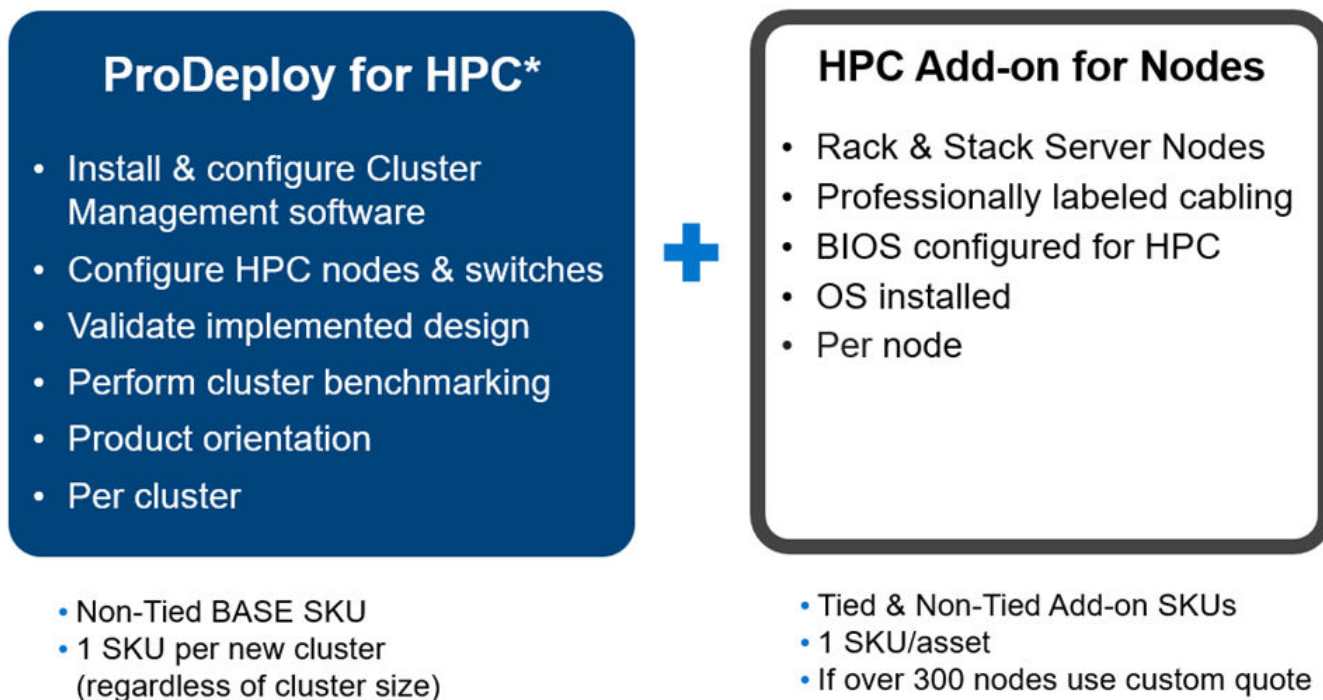 ProDeploy for HPC*
• Install & configure Cluster
Management software
• Configure HPC nodes & switches
• Validate implemented design
• Perform cluster benchmarking
• Product orientation
• Per cluster
• Non-Tied BASE SKU
• 1 SKU per new cluster
(regardless of cluster size)
+
HPC Add-on for Nodes
• Rack & Stack Server Nodes
• Professionally labeled cabling
• BIOS configured for HPC
• OS installed
• Per node
• Tied & Non-Tied Add-on SKUs
• 1 SKU/asset
• If over 300 nodes use custom quote